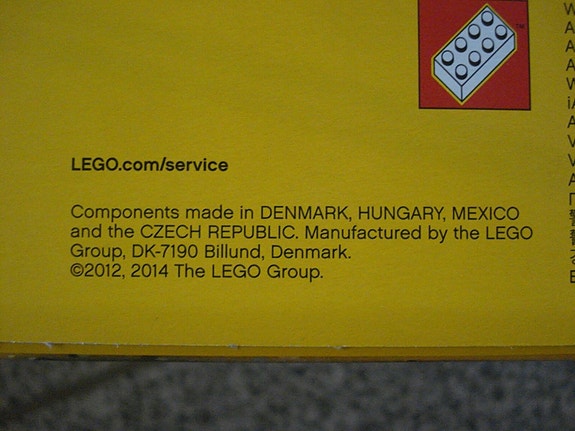 LEGO.com/service
Components made in DENMARK, HUNGARY, MEXICO
and the CZECH REPUBLIC. Manufactured by the LEGO
Group, DK-7190 Billund, Denmark.
©2012, 2014 The LEGO Group.